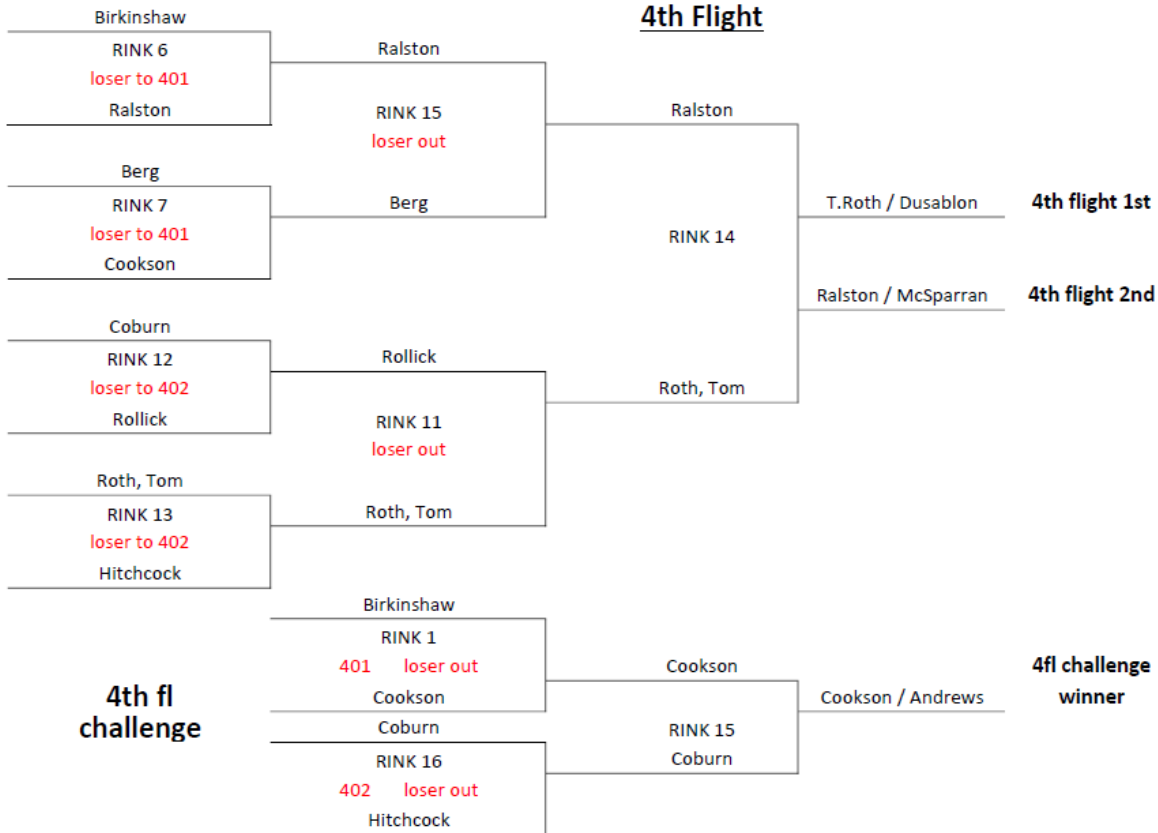 4th Flight
Birkinshaw
RINK 6
loser to 401
Ralston
Ralston
RINK 15
loser out
Ralston
Berg
RINK 7
loser to 401
Cookson
Berg
RINK 14
T.Roth / Dusablon
4th flight 1st
Ralston / McSparran
4th flight 2nd
Coburn
RINK 12
loser to 402
Rollick
Rollick
RINK 11
loser out
Roth, Tom
Roth, Tom
RINK 13
loser to 402
Hitchcock
Roth, Tom
4th fl
challenge
Birkinshaw
RINK 1
401 loser out
Cookson
Coburn
RINK 16
402 loser out
Hitchcock
Cookson
RINK 15
Coburn
Cookson / Andrews
4fl challenge
winner